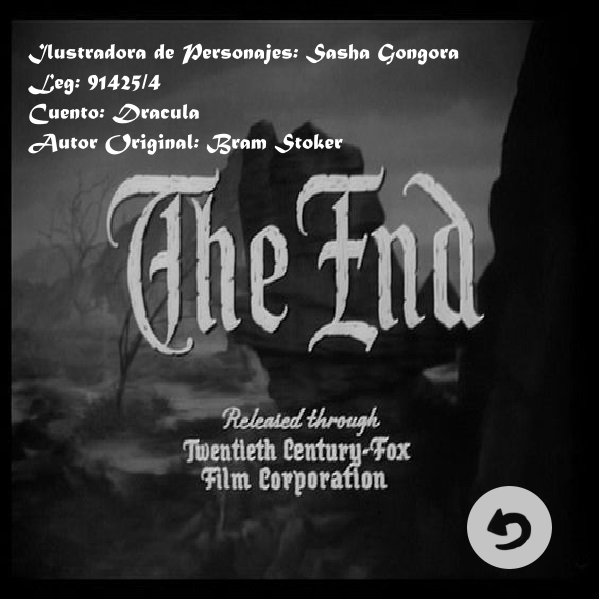 Ilustradora de Personajes: Sasha Gongora
Leg: 91425/4
Cuento: Dracula
Autor Original: Bram Stoker
The End
Released through
Twentieth Century-Fox
Film Corporation